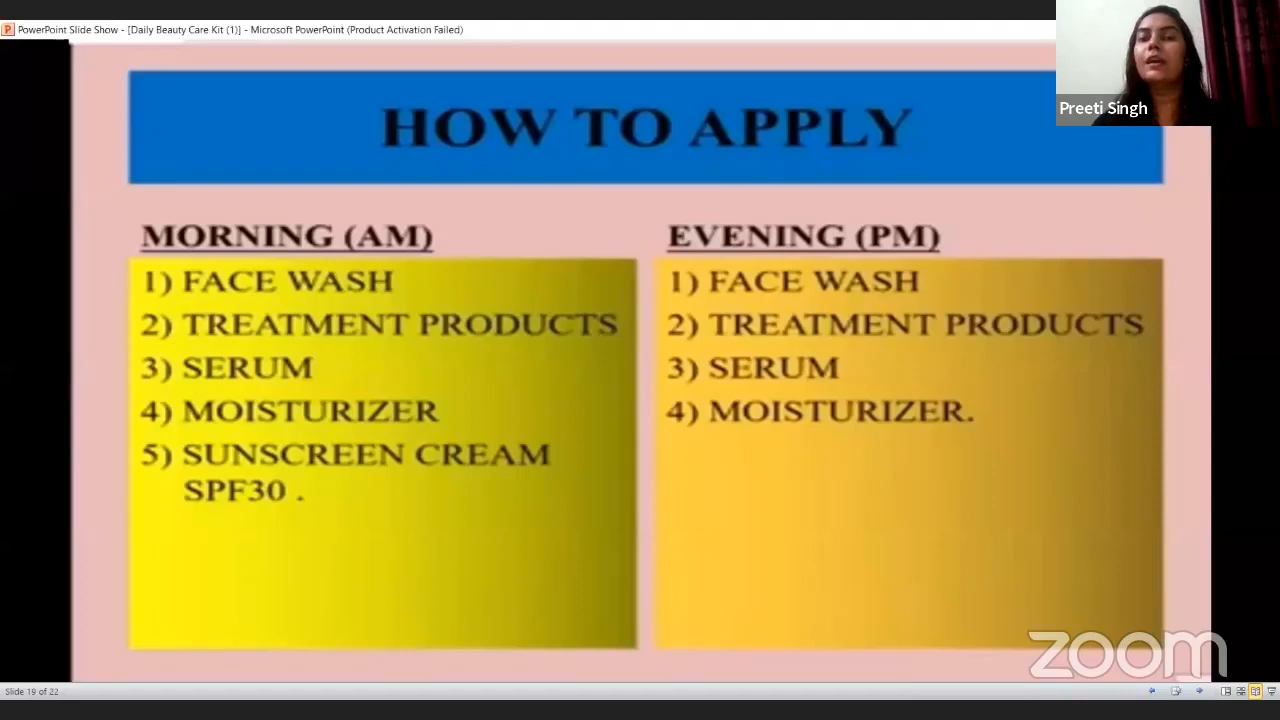 PowerPoint Slide Show - [Daily Beauty Care Kit (1)] - Microsoft PowerPoint (Product Activation Failed)
Preeti Singh
HOW TO APPLY
MORNING (AM)
1) FACE WASH
2) TREATMENT PRODUCTS
3) SERUM
4) MOISTURIZER
5) SUNSCREEN CREAM
SPF30 .
EVENING (PM)
1) FACE WASH
2) TREATMENT PRODUCTS
3) SERUM
4) MOISTURIZER.
zoom
Slide 19 of 22